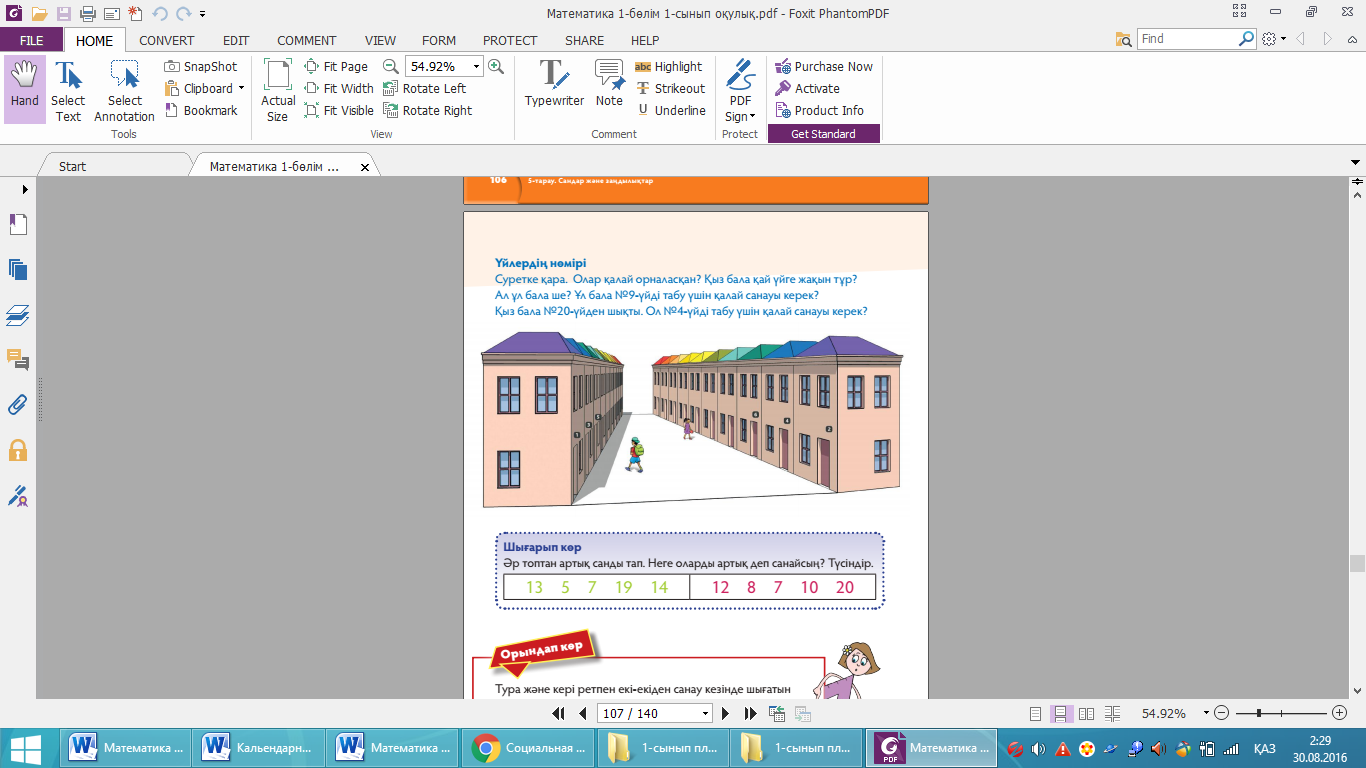 Математика 1-бөлім 1-сынып оқулық.pdf - Foxit PhantomPDF
FILE HOME CONVERT EDIT COMMENT VIEW FORM PROTECT SHARE HELP
Find
Hand
Select Text
Select Annotation
SnapShot
Clipboard
Bookmark
Tools
Actual Size
Fit Page
Fit Width
Fit Visible
54.92%
Rotate Left
Rotate Right
View
Typewriter
Note
Highlight
Strikeout
Underline
Comment
PDF Sign
Protect
Purchase Now
Activate
Product Info
Get Standard
Start
Математика 1-бөлім ...
106 5-тарау. Сандар және заңдылықтар
Үйлердің нөмірі
Суретке қара. Олар қалай орналасқан? Қыз бала қай үйге жақын тұр?
Ал ұл бала ше? Ұл бала №9-үйді табу үшін қалай санауы керек?
Қыз бала №20-үйден шықты. Ол №4-үйді табу үшін қалай санауы керек?
1 3 5
6 4 2
Шығарып көр
Әр топтан артық санды тап. Неге оларды артық деп санайсың? Түсіндір.
13 5 7 19 14 12 8 7 10 20
Орындап көр
Тура және кері ретпен екі-екіден санау кезінде шығатын
107 / 140
54.92%
Математика ...
Кальендарн...
Математика ...
Социальная ...
1-сынып пл...
1-сынып пл...
Математика ...
ҚАЗ
2:29
30.08.2016